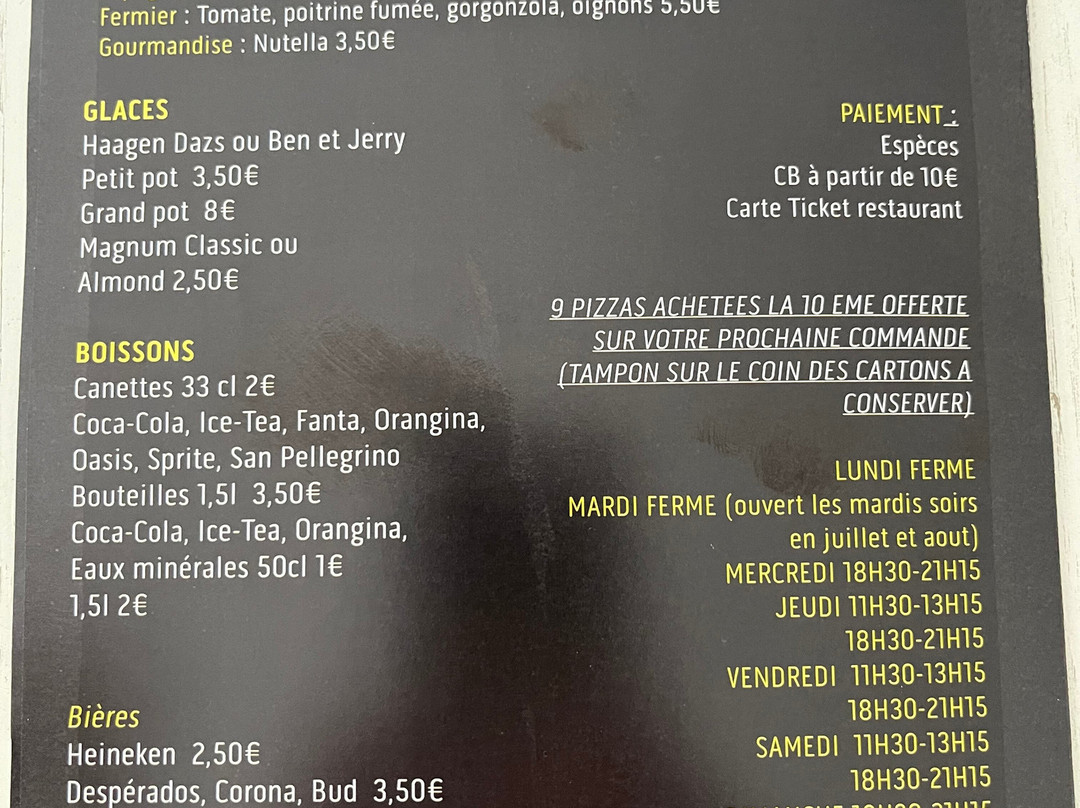 Fermier : Tomate, poitrine fumée, gorgonzola, oignons 5,50€
Gourmandise : Nutella 3,50€
GLACES
Haagen Dazs ou Ben et Jerry
Petit pot 3,50€
Grand pot 8€
Magnum Classic ou
Almond 2,50€
BOISSONS
Canettes 33 cl 2€
Coca-Cola, Ice-Tea, Fanta, Orangina,
Oasis, Sprite, San Pellegrino
Bouteilles 1,5l 3,50€
Coca-Cola, Ice-Tea, Orangina,
Eaux minérales 50cl 1€
1,5l 2€
Bières
Heineken 2,50€
Despérados, Corona, Bud 3,50€
PAIEMENT :
Espèces
CB à partir de 10€
Carte Ticket restaurant
9 PIZZAS ACHETEES LA 10 EME OFFERTE
SUR VOTRE PROCHAINE COMMANDE
(TAMPON SUR LE COIN DES CARTONS A
CONSERVER)
LUNDI FERME
MARDI FERME (ouvert les mardis soirs
en juillet et aout)
MERCREDI 18H30-21H15
JEUDI 11H30-13H15
18H30-21H15
VENDREDI 11H30-13H15
18H30-21H15
SAMEDI 11H30-13H15
18H30-21H15